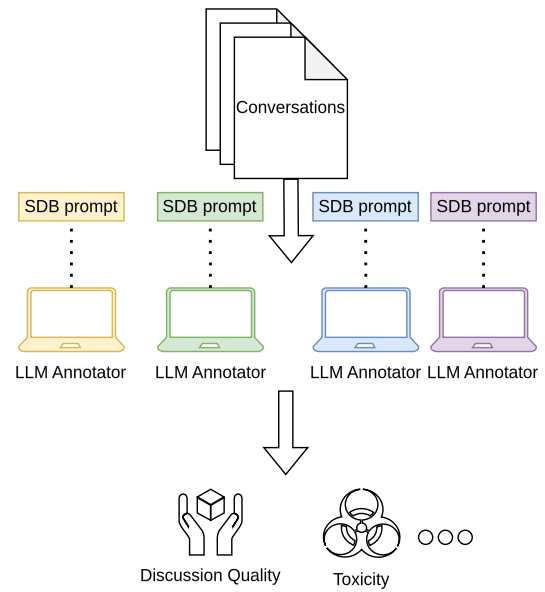 Conversations
SDB prompt
SDB prompt
SDB prompt
SDB prompt
LLM Annotator
LLM Annotator
LLM Annotator
LLM Annotator
Discussion Quality
Toxicity